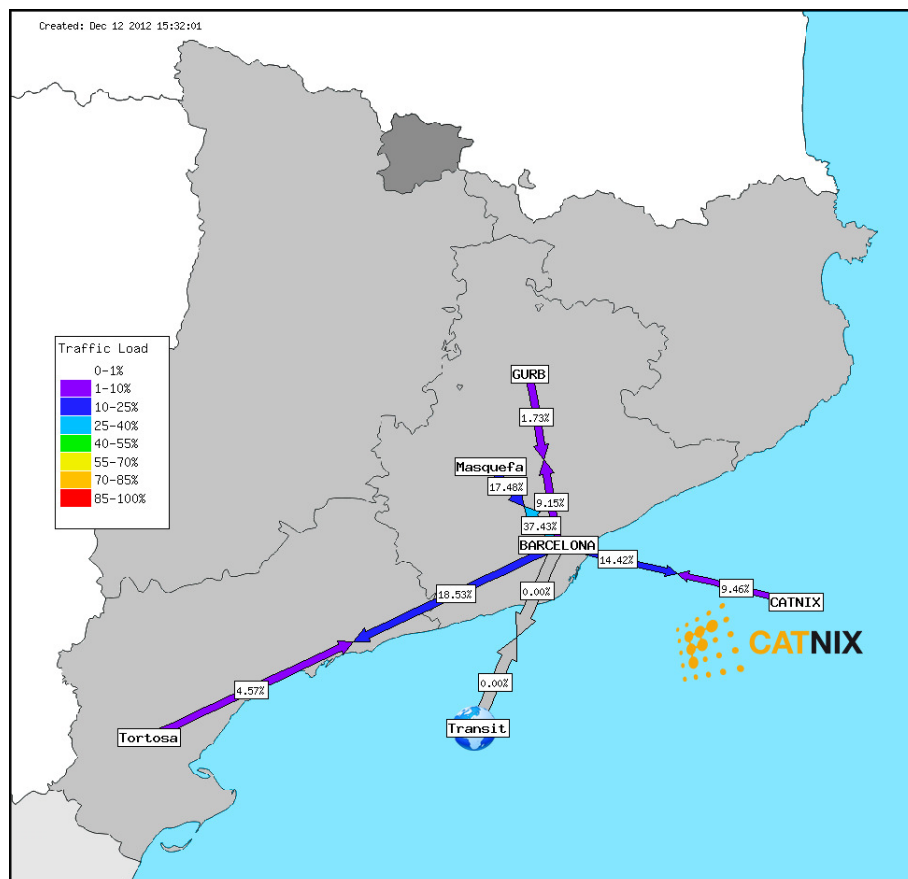 Created: Dec 12 2012 15:32:01
Traffic Load
0-1%
1-10%
10-25%
25-40%
40-55%
55-70%
70-85%
85-100%
GURB
1.73%
Masquefa
17.48%
9.15%
37.43%
BARCELONA
14.42%
0.00%
9.46%
18.53%
CATNIX
CATNIX
4.57%
0.00%
Transit
Tortosa